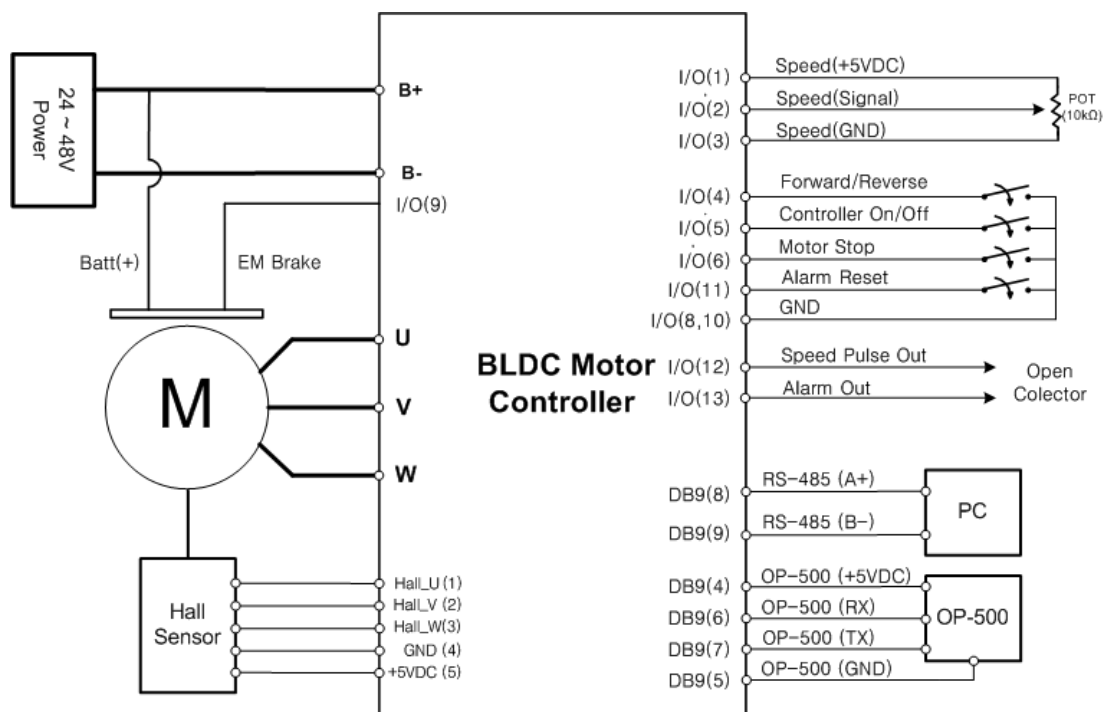 24 ~ 48V
Power
B+
B-
I/O(9)
Batt(+)
EM Brake
M
U
V
W
Hall
Sensor
Hall_U (1)
Hall_V (2)
Hall_W(3)
GND (4)
+5VDC (5)
BLDC Motor
Controller
I/O(1)
Speed(+5VDC)
I/O(2)
Speed(Signal)
I/O(3)
Speed(GND)
POT
(10kΩ)
I/O(4)
Forward/Reverse
I/O(5)
Controller On/Off
I/O(6)
Motor Stop
I/O(11)
Alarm Reset
I/O(8,10)
GND
I/O(12)
Speed Pulse Out
I/O(13)
Alarm Out
Open
Colector
DB9(8)
RS-485 (A+)
DB9(9)
RS-485 (B-)
PC
DB9(4)
OP-500 (+5VDC)
DB9(6)
OP-500 (RX)
DB9(7)
OP-500 (TX)
DB9(5)
OP-500 (GND)
OP-500